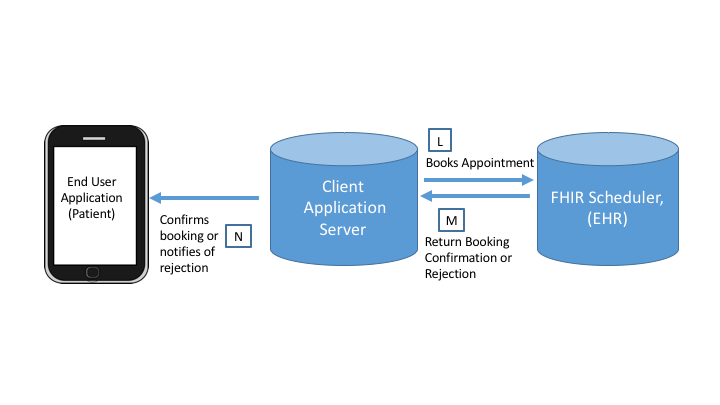 End User
Application
(Patient)
Confirms
booking or
notifies of
rejection
N
Client
Application
Server
L
Books Appointment
M
Return Booking
Confirmation or
Rejection
FHIR Scheduler,
(EHR)